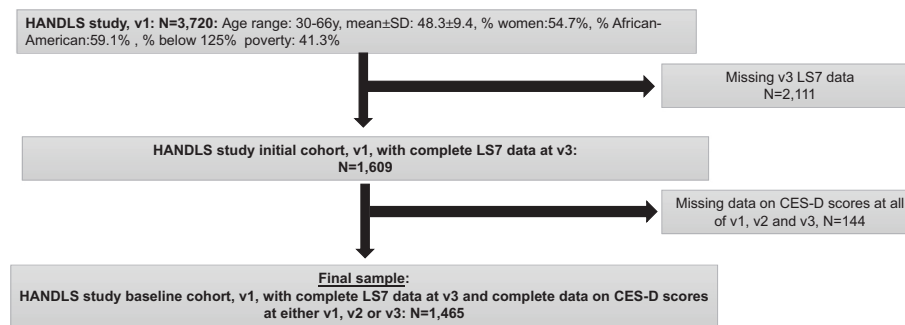 HANDLS study, v1: N=3,720: Age range: 30-66y, mean±SD: 48.3±9.4, % women:54.7%, % African-
American:59.1% , % below 125% poverty: 41.3%
Missing v3 LS7 data
N=2,111
HANDLS study initial cohort, v1, with complete LS7 data at v3:
N=1,609
Missing data on CES-D scores at all
of v1, v2 and v3, N=144
Final sample:
HANDLS study baseline cohort, v1, with complete LS7 data at v3 and complete data on CES-D scores
at either v1, v2 or v3: N=1,465